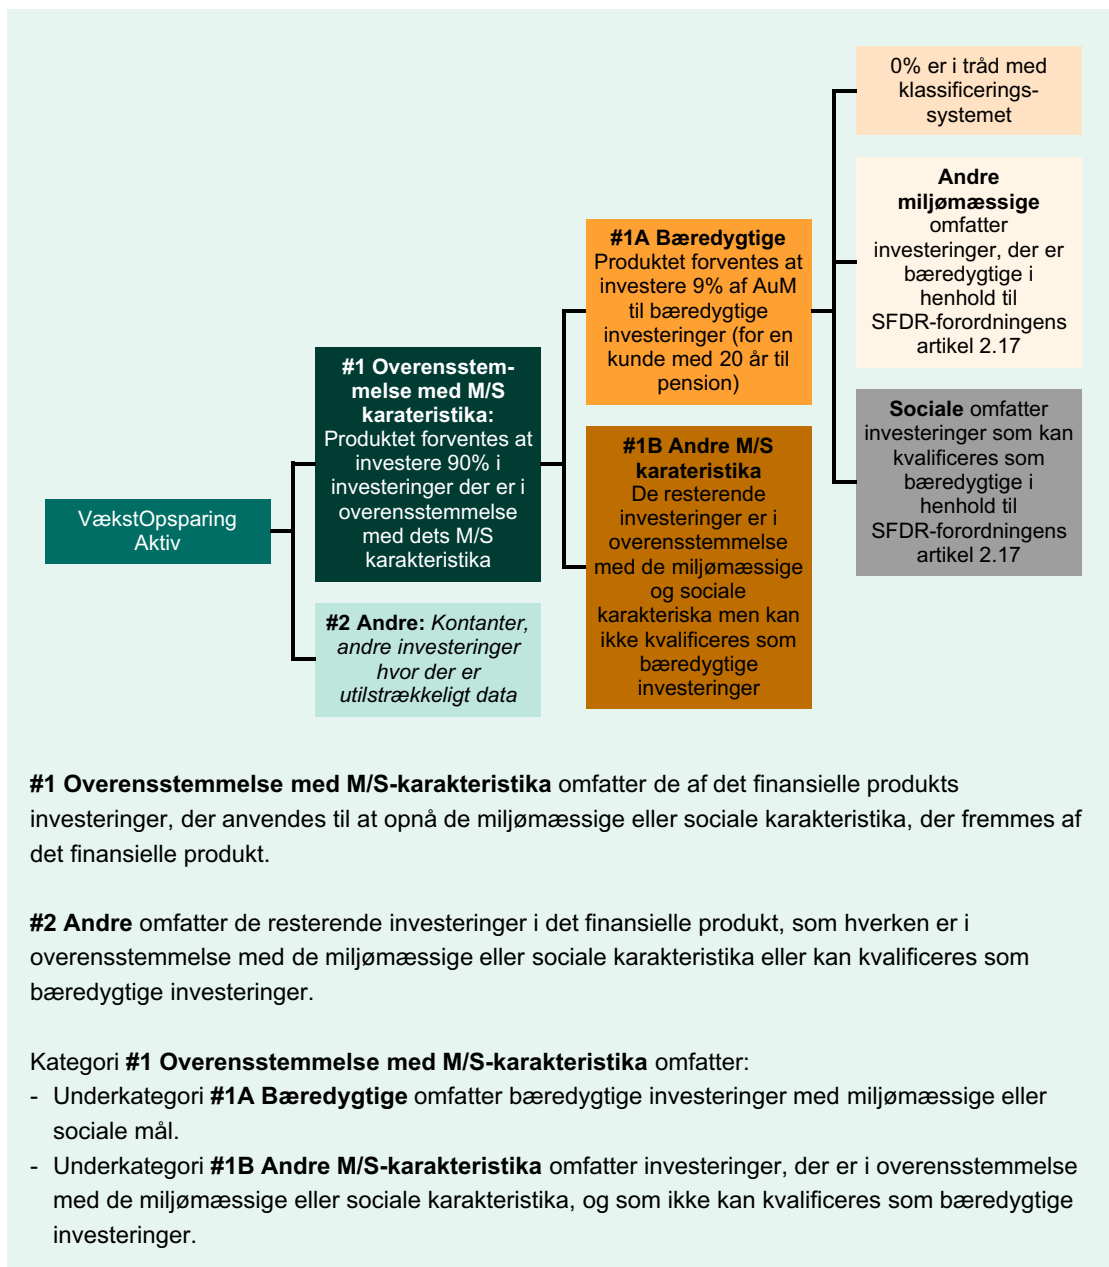 VækstOpsparing
Aktiv
#1 Overensstem-
melse med M/S
karateristika:
Produktet forventes at
investere 90% i
investeringer der er i
overensstemmelse
med dets M/S
karakteristika
#2 Andre: Kontanter,
andre investeringer
hvor der er
utilstrækkeligt data
#1A Bæredygtige
Produktet forventes at
investere 9% af AuM
til bæredygtige
investeringer (for en
kunde med 20 år til
pension)
#1B Andre M/S
karateristika
De resterende
investeringer er i
overensstemmelse
med de miljømæssige
og sociale
karakteriska men kan
ikke kvalificeres som
bæredygtige
investeringer
0% er i tråd med
klassificerings-
systemet
Andre
miljømæssige
omfatter
investeringer, der er
bæredygtige i
henhold til
SFDR-forordningens
artikel 2.17
Sociale omfatter
investeringer som kan
kvalificeres som
bæredygtige i
henhold til
SFDR-forordningens
artikel 2.17
#1 Overensstemmelse med M/S-karakteristika omfatter de af det finansielle produkts
investeringer, der anvendes til at opnå de miljømæssige eller sociale karakteristika, der fremmes af
det finansielle produkt.
#2 Andre omfatter de resterende investeringer i det finansielle produkt, som hverken er i
overensstemmelse med de miljømæssige eller sociale karakteristika eller kan kvalificeres som
bæredygtige investeringer.
Kategori #1 Overensstemmelse med M/S-karakteristika omfatter:
- Underkategori #1A Bæredygtige omfatter bæredygtige investeringer med miljømæssige eller
sociale mål.
- Underkategori #1B Andre M/S-karakteristika omfatter investeringer, der er i overensstemmelse
med de miljømæssige eller sociale karakteristika, og som ikke kan kvalificeres som bæredygtige
investeringer.